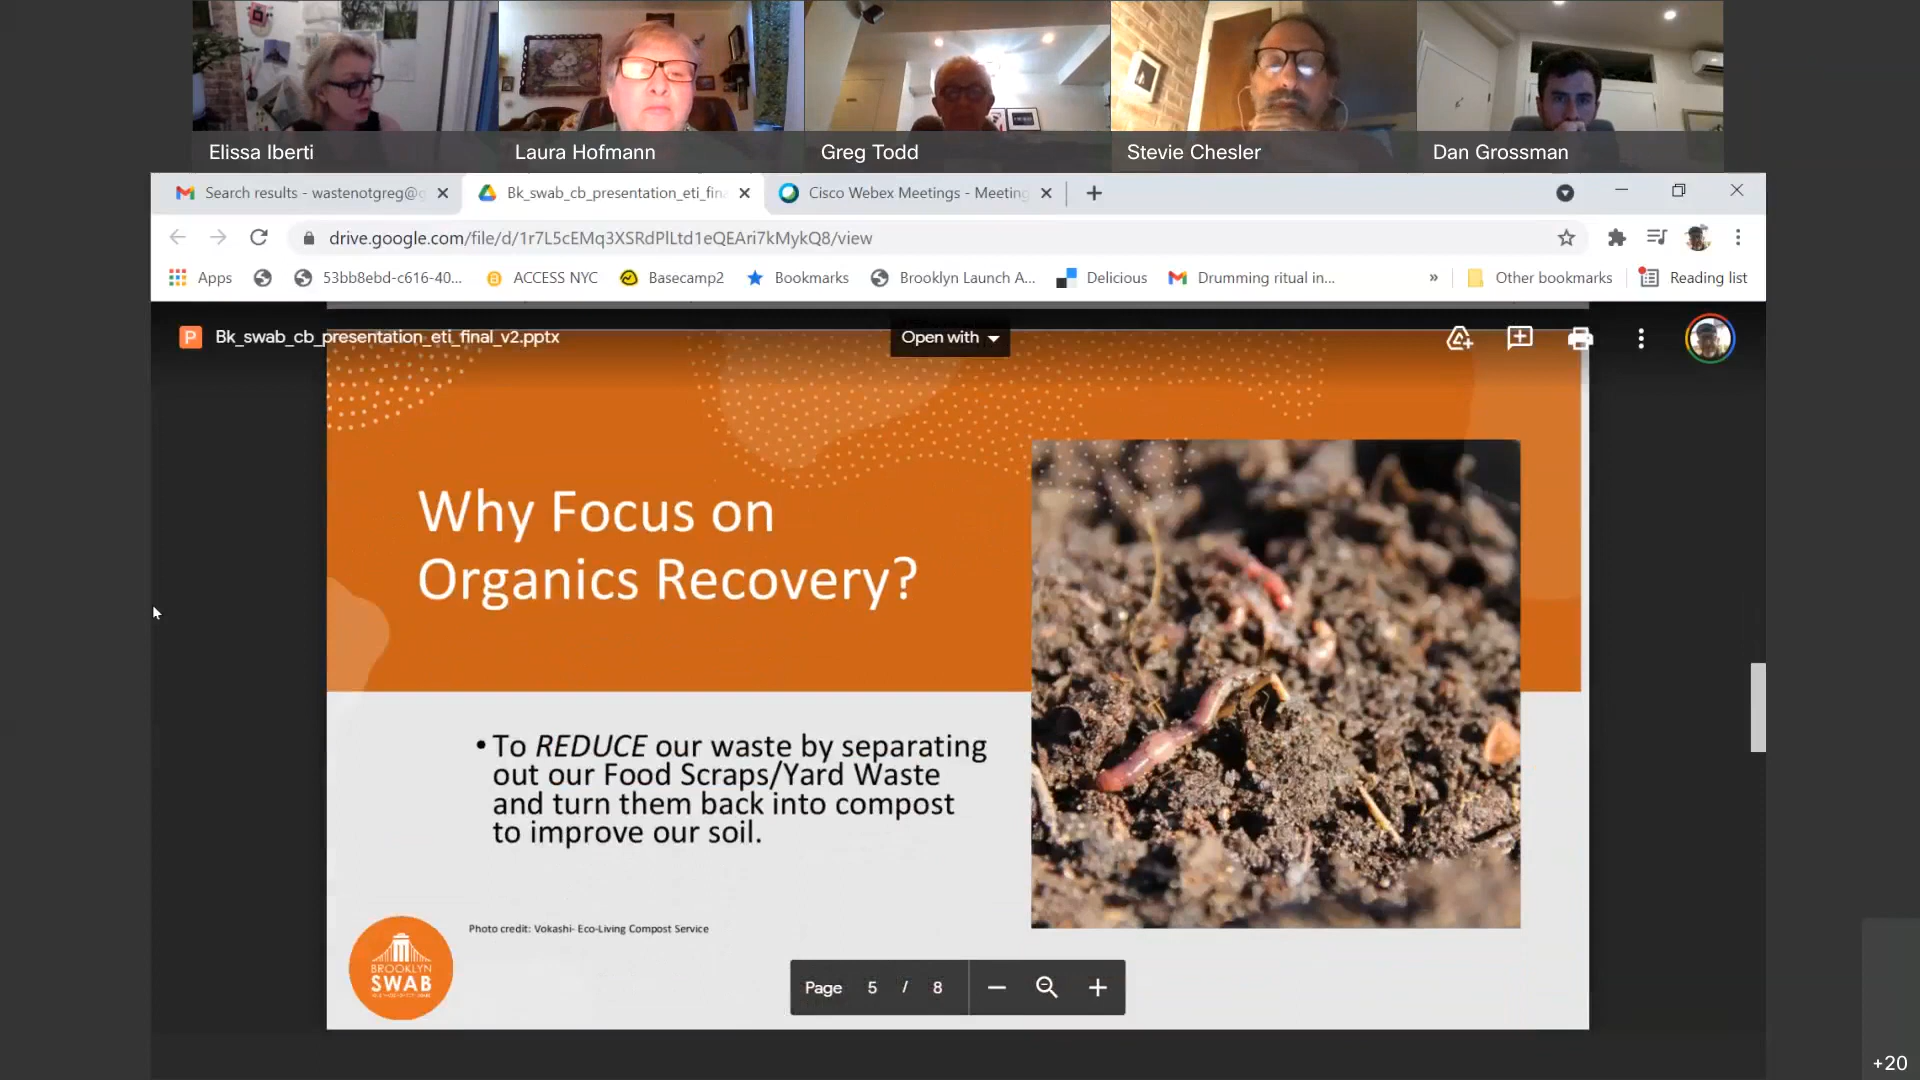 Elissa Iberti
Laura Hofmann
Greg Todd
Stevie Chesler
Dan Grossman
Search results - wastenotgreg@g
Bk_swab_cb_presentation_eti_fina
Cisco Webex Meetings - Meeting
drive.google.com/file/d/1r7L5cEMq3XSRdPlLtd1eQEAri7kMykQ8/view
Apps
53bb8ebd-c616-40...
ACCESS NYC
Basecamp2
Bookmarks
Brooklyn Launch A...
Delicious
Drumming ritual in...
»
Other bookmarks
Reading list
P
Bk_swab_cb_presentation_eti_final_v2.pptx
Open with
Why Focus on
Organics Recovery?
• To REDUCE our waste by separating
out our Food Scraps/Yard Waste
and turn them back into compost
to improve our soil.
Photo credit: Vokashi- Eco-Living Compost Service
BROOKLYN
SWAB
Page 5 / 8
+20